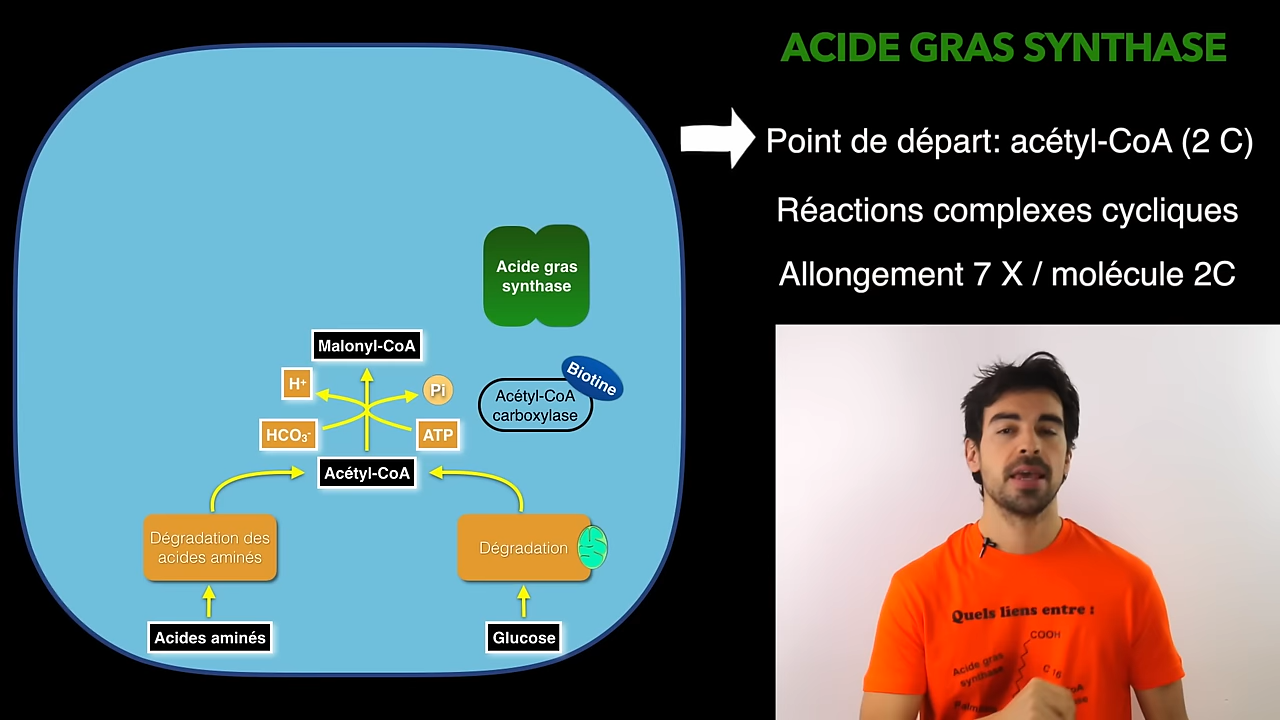 ACIDE GRAS SYNTHASE
Point de départ: acétyl-CoA (2 C)
Réactions complexes cycliques
Allongement 7 X / molécule 2C
Acide gras
synthase
Malonyl-CoA
H⁺
Pi
Biotine
Acétyl-CoA
carboxylase
HCO₃⁻
ATP
Acétyl-CoA
Dégradation des
acides aminés
Dégradation
Acides aminés
Glucose
Quels liens entre :
COOH
Acide gras
synthase
C 16